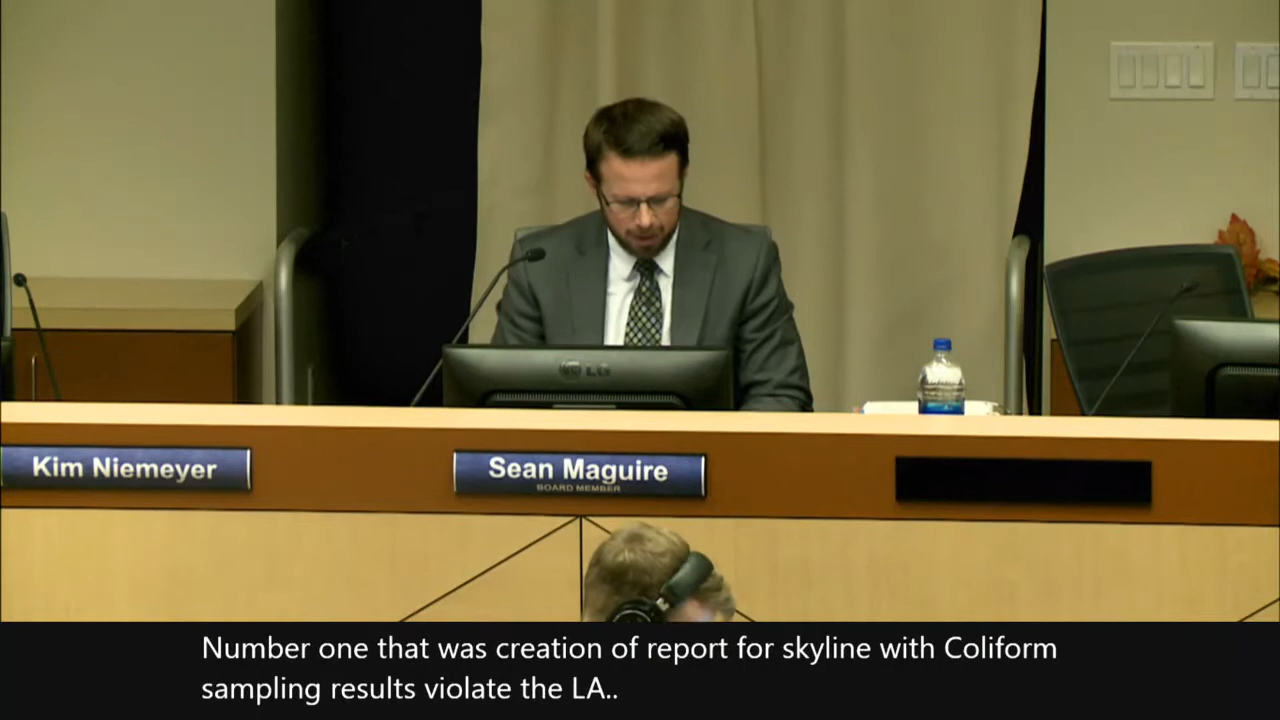 LG
Kim Niemeyer
Sean Maguire
BOARD MEMBER
Number one that was creation of report for skyline with Coliform
sampling results violate the LA..